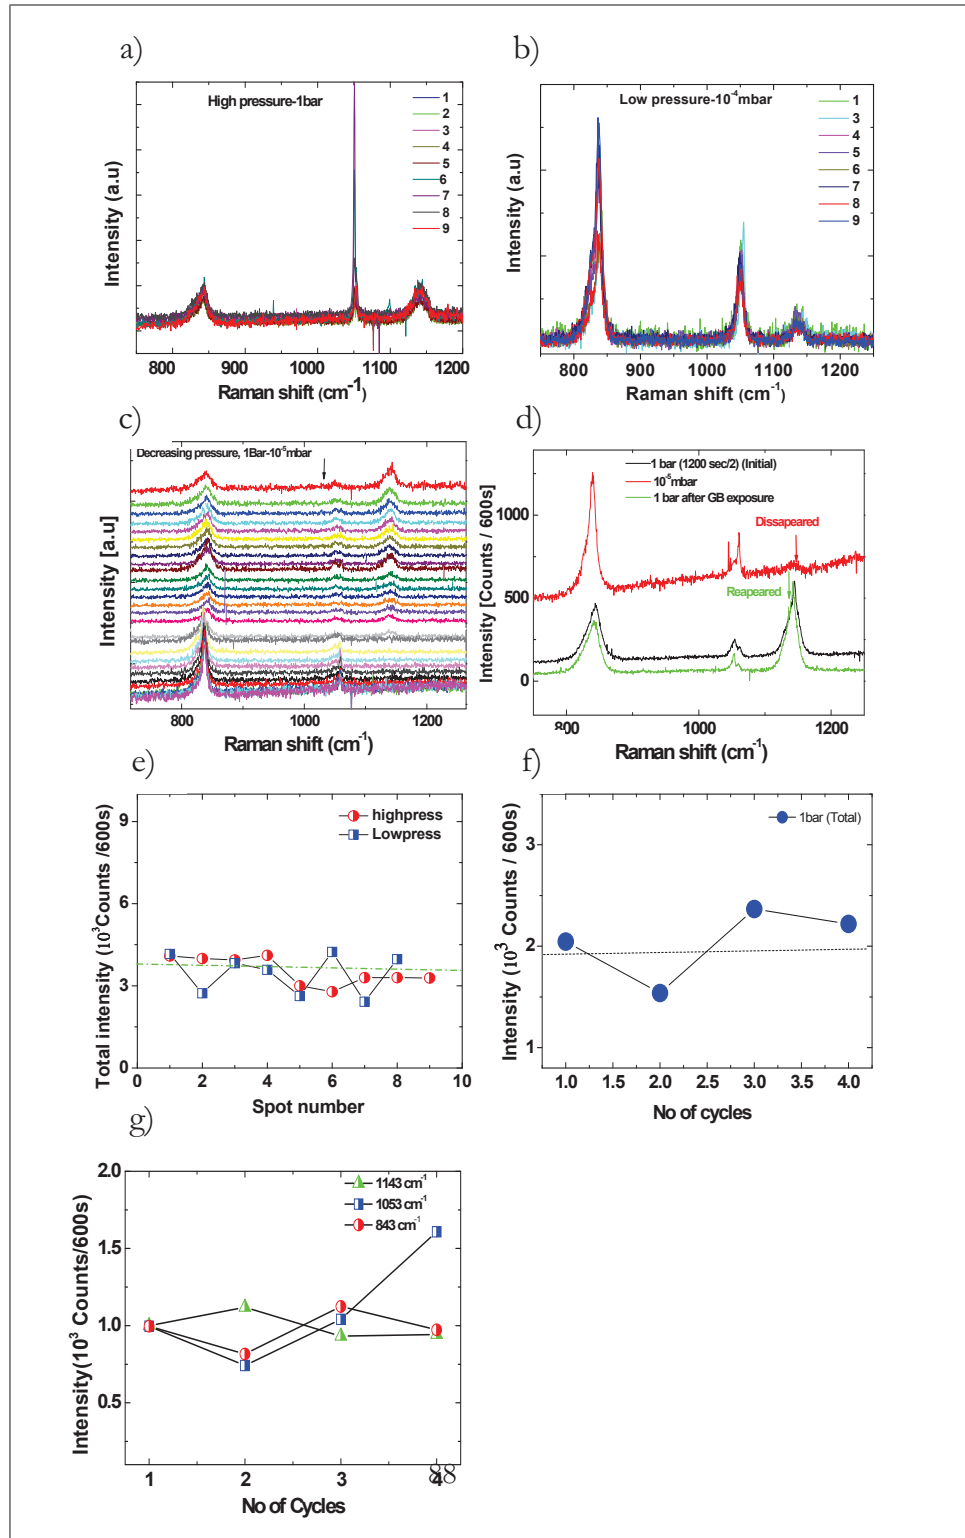 a)
High pressure-1bar
1
2
3
4
5
6
7
8
9
Intensity (a.u)
800 900 1000 1100 1200
Raman shift (cm-1)
b)
Low pressure-10-4mbar
1
3
4
5
6
7
8
9
Intensity (a.u)
800 900 1000 1100 1200
Raman shift (cm-1)
c)
Decreasing pressure, 1Bar-10-5mbar
Intensity [a.u]
800 1000 1200
Raman shift (cm-1)
d)
1 bar (1200 sec/2) (Initial)
10-5mbar
1 bar after GB exposure
Dissapeared
Reapeared
Intensity [Counts / 600s]
1000
500
0
800 1000 1200
Raman shift (cm-1)
e)
highpress
Lowpress
Total intensity (103Counts /600s)
9
6
3
0
0 2 4 6 8 10
Spot number
f)
1bar (Total)
Intensity (103 Counts / 600s)
3
2
1
1.0 1.5 2.0 2.5 3.0 3.5 4.0
No of cycles
g)
1143 cm-1
1053 cm-1
843 cm-1
Intensity(103 Counts/600s)
2.0
1.5
1.0
0.5
1 2 3 4
No of Cycles
88